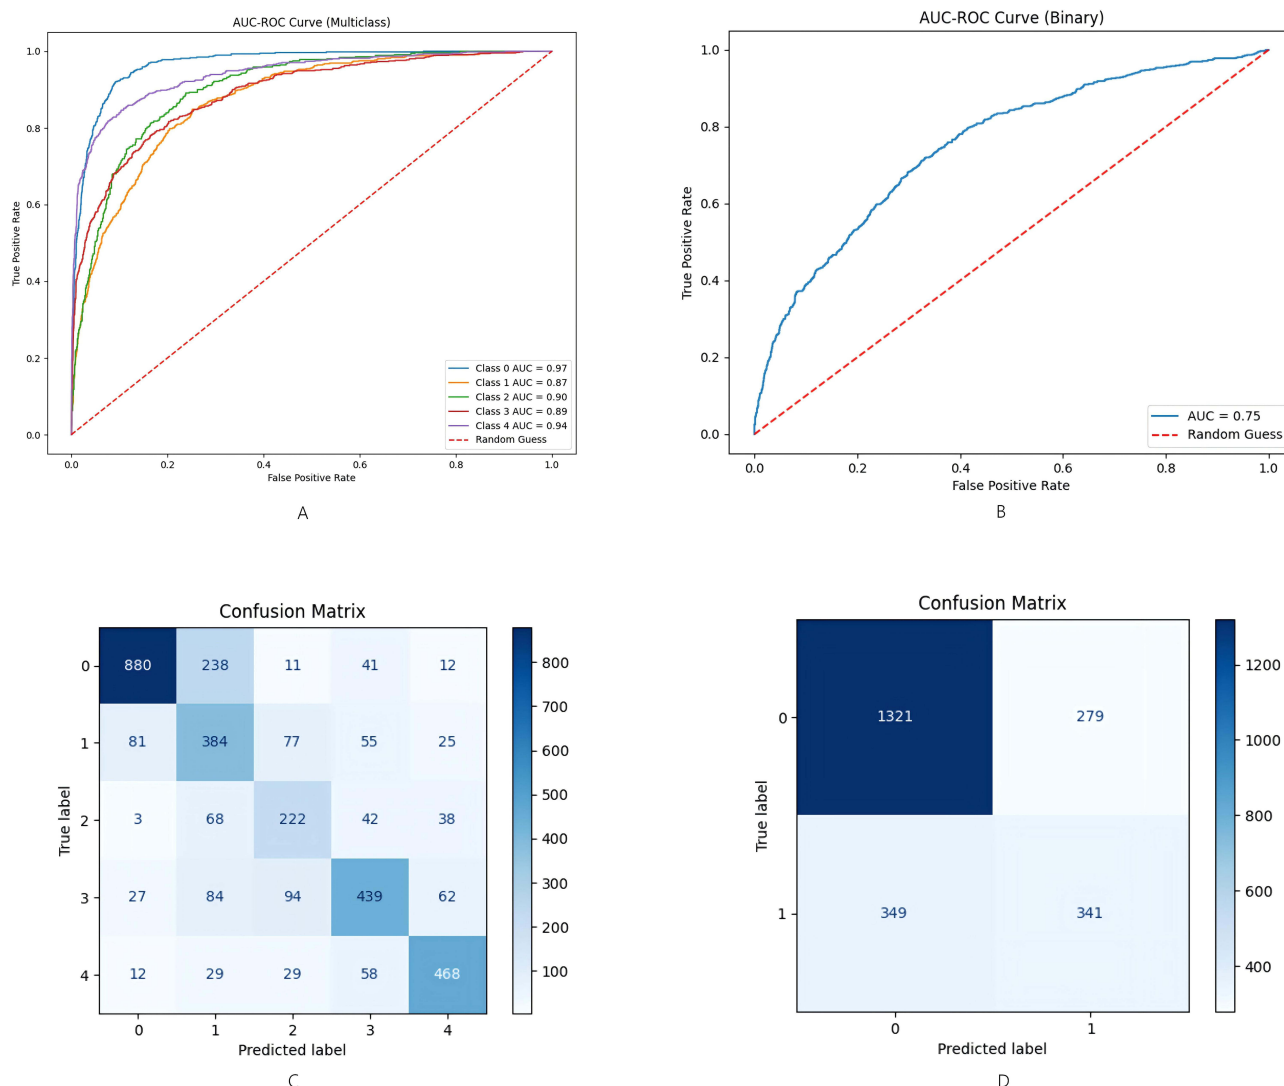 AUC-ROC Curve (Multiclass)
True Positive Rate
1.0
0.8
0.6
0.4
0.2
0.0
0.0 0.2 0.4 0.6 0.8 1.0
False Positive Rate
Class 0 AUC = 0.97
Class 1 AUC = 0.87
Class 2 AUC = 0.90
Class 3 AUC = 0.89
Class 4 AUC = 0.94
Random Guess
A
AUC-ROC Curve (Binary)
True Positive Rate
1.0
0.8
0.6
0.4
0.2
0.0
0.0 0.2 0.4 0.6 0.8 1.0
False Positive Rate
AUC = 0.75
Random Guess
B
Confusion Matrix
True label
0 880 238 11 41 12
1 81 384 77 55 25
2 3 68 222 42 38
3 27 84 94 439 62
4 12 29 29 58 468
0 1 2 3 4
Predicted label
800
700
600
500
400
300
200
100
C
Confusion Matrix
True label
0 1321 279
1 349 341
0 1
Predicted label
1200
1000
800
600
400
D